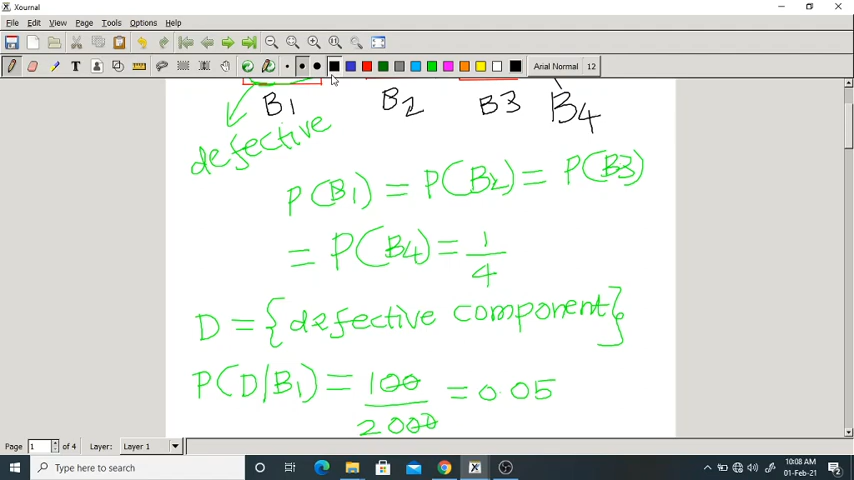 Xournal
File Edit View Page Tools Options Help
T
Arial Normal 12
B1 B2 B3 B4
defective
P(B1) = P(B2) = P(B3)
= P(B4) = 1/4
D = {defective component}
P(D/B1) = 100/2000 = 0.05
Page 1 of 4 Layer: Layer 1
Type here to search
10:08 AM
01-Feb-21
2